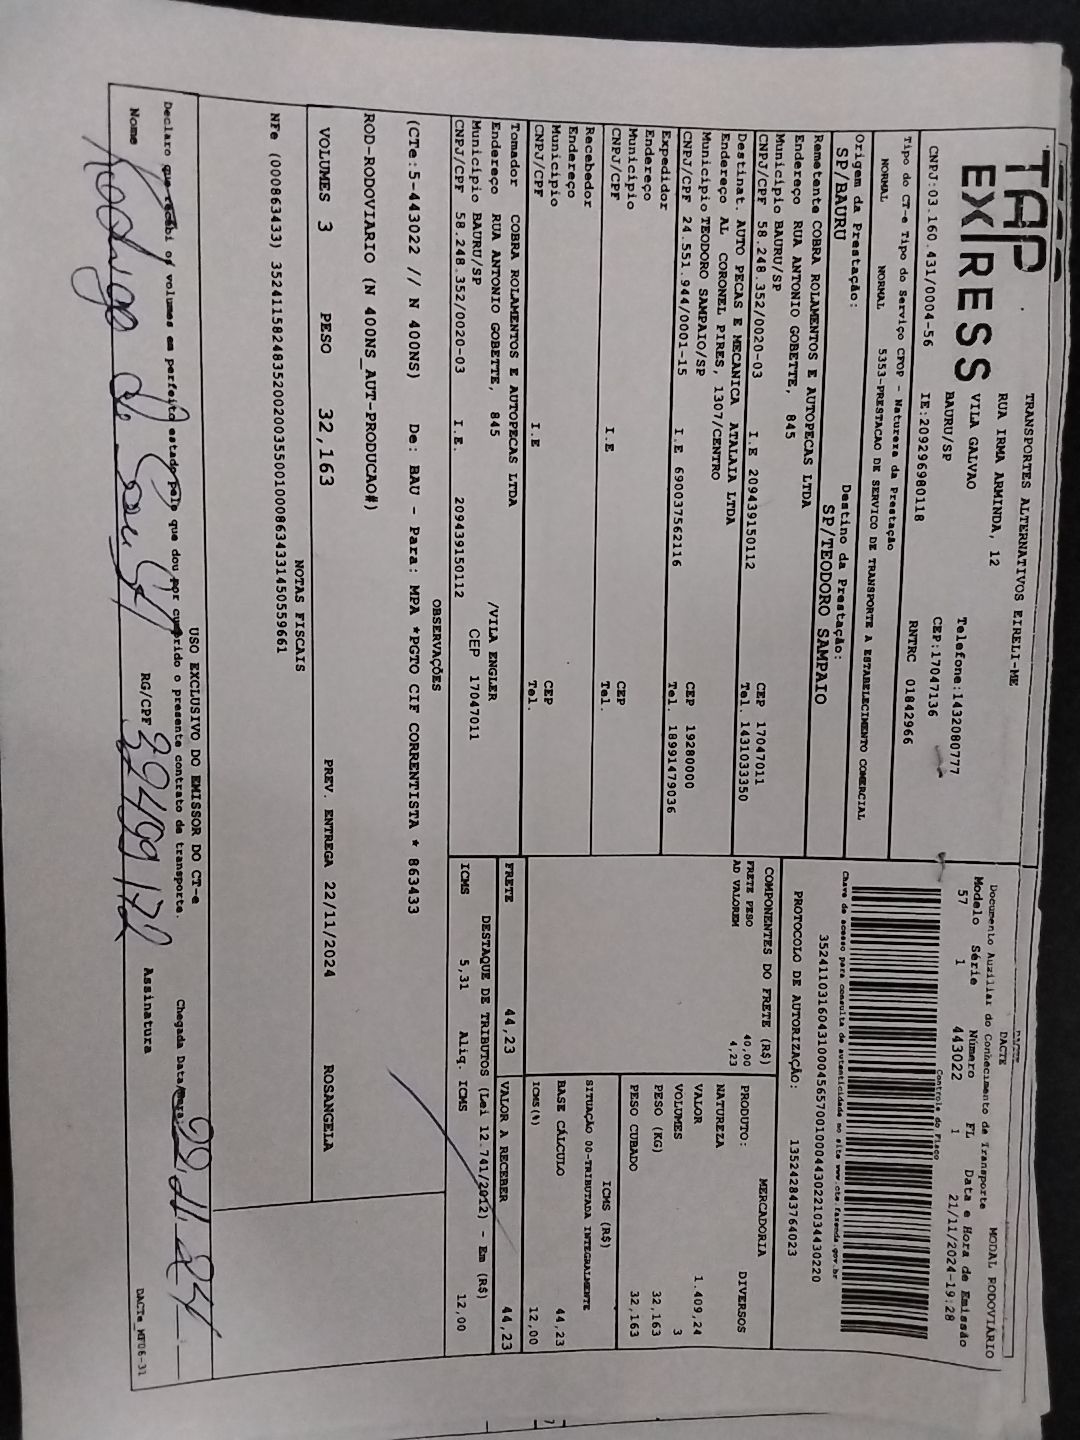 TAP EXPRESS
TRANSPORTES ALTERNATIVOS EIRELI-ME
RUA IRMA ARMINDA, 12
VILA GALVAO
BAURU/SP
Telefone:1432080777
CEP:17047136
CNPJ:03.160.431/0004-56 IE:209296980118 RNTRC 01842966
Tipo do CT-e Tipo do Serviço CFOP - Natureza da Prestação
NORMAL NORMAL 5353-PRESTACAO DE SERVICO DE TRANSPORTE A ESTABELECIMENTO COMERCIAL
Origem da Prestação: Destino da Prestação:
SP/BAURU SP/TEODORO SAMPAIO
Remetente COBRA ROLAMENTOS E AUTOPECAS LTDA
Endereço RUA ANTONIO GOBETTE, 845
Município BAURU/SP CEP 17047011
CNPJ/CPF 58.248.352/0020-03 I.E 209439150112 Tel. 1431033350
Destinat. AUTO PECAS E MECANICA ATALAIA LTDA
Endereço AL CORONEL PIRES, 1307/CENTRO
Município TEODORO SAMPAIO/SP CEP 19280000
CNPJ/CPF 24.551.944/0001-15 I.E 690037562116 Tel. 18991479036
Expedidor
Endereço
Município CEP
CNPJ/CPF I.E Tel.
Recebedor
Endereço
Município CEP
CNPJ/CPF I.E Tel.
Tomador COBRA ROLAMENTOS E AUTOPECAS LTDA
Endereço RUA ANTONIO GOBETTE, 845 /VILA ENGLER
Município BAURU/SP CEP 17047011
CNPJ/CPF 58.248.352/0020-03 I.E. 209439150112
DACTE
DACTE
Documento Auxiliar do Conhecimento de Transporte MODAL RODOVIÁRIO
Modelo Série Número FL Data e Hora de Emissão
57 1 443022 1 21/11/2024-19:28
Controle do Fisco
Chave de acesso para consulta de autenticidade no site www.cte.fazenda.gov.br
35241103160431000456570010004430221034430220
PROTOCOLO DE AUTORIZAÇÃO: 135242843764023
COMPONENTES DO FRETE (R$)
FRETE PESO 40,00
AD VALOREM 4,23
PRODUTO: MERCADORIA
NATUREZA DIVERSOS
VALOR 1.409,24
VOLUMES 3
PESO (KG) 32,163
PESO CUBADO 32,163
ICMS (R$)
SITUAÇÃO 00-TRIBUTADA INTEGRALMENTE
BASE CÁLCULO 44,23
ICMS(%) 12,00
FRETE 44,23 VALOR A RECEBER 44,23
DESTAQUE DE TRIBUTOS (Lei 12.741/2012) - Em (R$)
ICMS 5,31 Aliq. ICMS 12,00
OBSERVAÇÕES
(CTe:5-443022 // N 400NS) De: BAU - Para: MPA *PGTO CIF CORRENTISTA * 863433
ROD-RODOVIARIO (N 400NS_AUT-PRODUCAO#)
VOLUMES 3 PESO 32,163 PREV. ENTREGA 22/11/2024 ROSANGELA
NOTAS FISCAIS
NFe (000863433) 35241158248352002003550010008634331450559661
USO EXCLUSIVO DO EMISSOR DO CT-e
Declaro que recebi of volumes em perfeito estado pelo que dou por cumprido o presente contrato de transporte. Chegada Data/Hora: 22.11.24
Nome Rodrigo de Souza RG/CPF Assinatura
DACTe_MF06-31